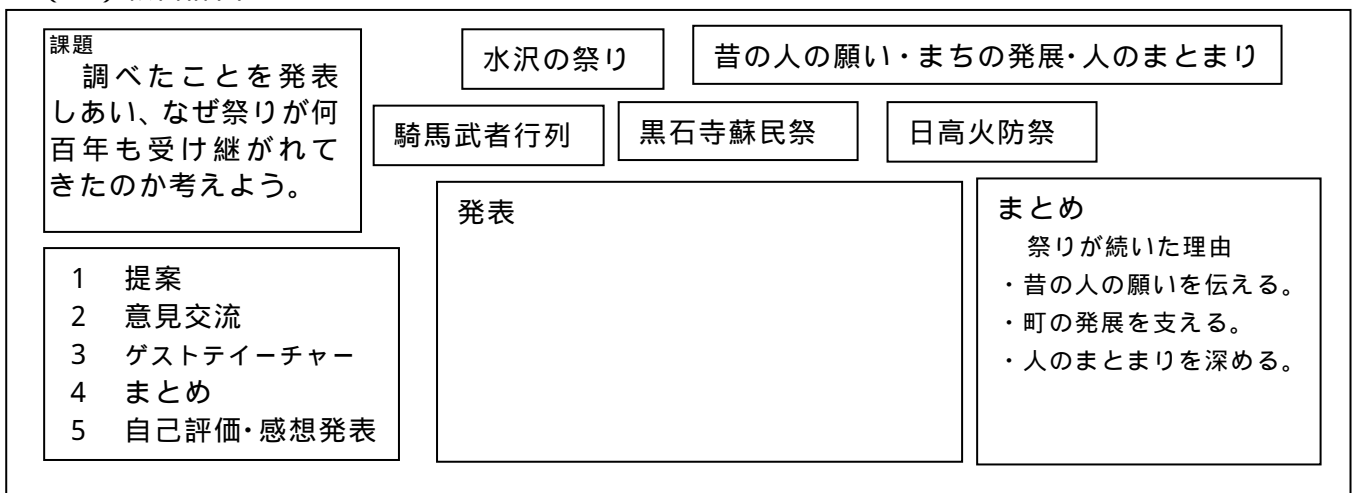 課題
調べたことを発表
しあい、なぜ祭りが何
百年も受け継がれて
きたのか考えよう。
水沢の祭り
昔の人の願い・まちの発展・人のまとまり
騎馬武者行列
黒石寺蘇民祭
日高火防祭
1 提案
2 意見交流
3 ゲストテイーチャー
4 まとめ
5 自己評価・感想発表
発表
まとめ
祭りが続いた理由
・昔の人の願いを伝える。
・町の発展を支える。
・人のまとまりを深める。